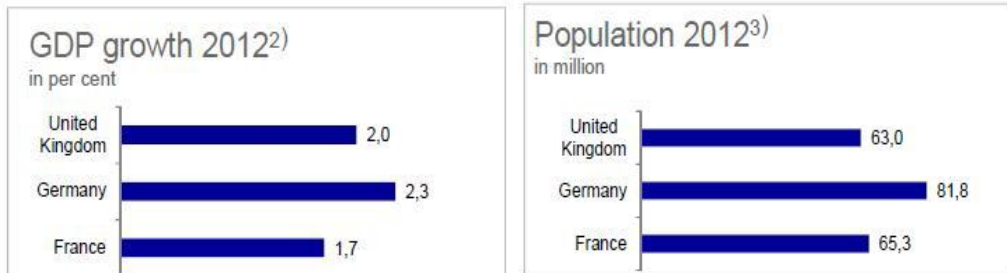 GDP growth 2012²⁾
in per cent
United
Kingdom
2,0
Germany
2,3
France
1,7
Population 2012³⁾
in million
United
Kingdom
63,0
Germany
81,8
France
65,3